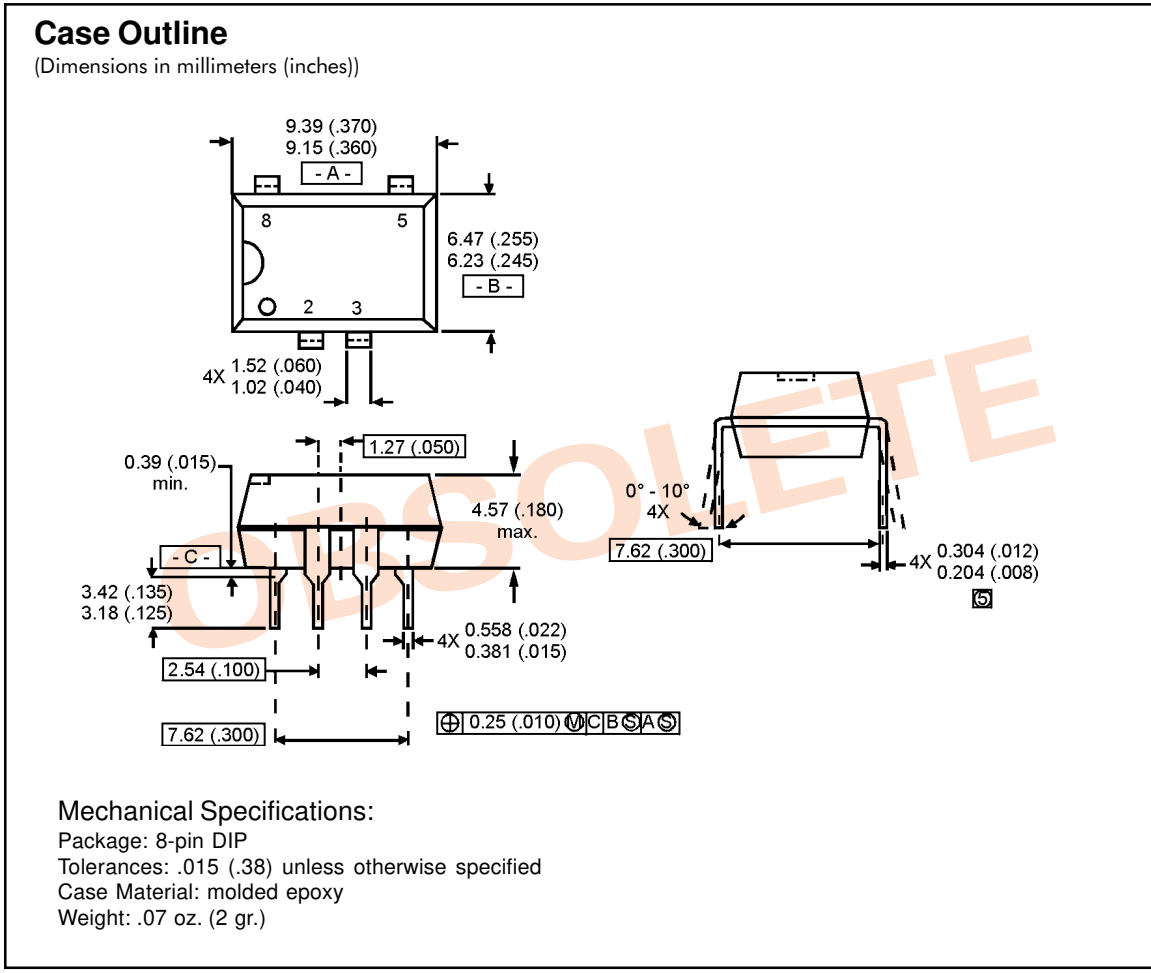 Case Outline
(Dimensions in millimeters (inches))
9.39 (.370)
9.15 (.360)
- A -
8 5
6.47 (.255)
6.23 (.245)
- B -
2 3
4X 1.52 (.060)
1.02 (.040)
1.27 (.050)
0.39 (.015)
min.
4.57 (.180)
max.
0° - 10°
4X
- C -
7.62 (.300)
4X 0.304 (.012)
0.204 (.008)
⑤
3.42 (.135)
3.18 (.125)
4X 0.558 (.022)
0.381 (.015)
2.54 (.100)
⌖ 0.25 (.010) Ⓜ C B Ⓢ A Ⓢ
7.62 (.300)
OBSOLETE
Mechanical Specifications:
Package: 8-pin DIP
Tolerances: .015 (.38) unless otherwise specified
Case Material: molded epoxy
Weight: .07 oz. (2 gr.)